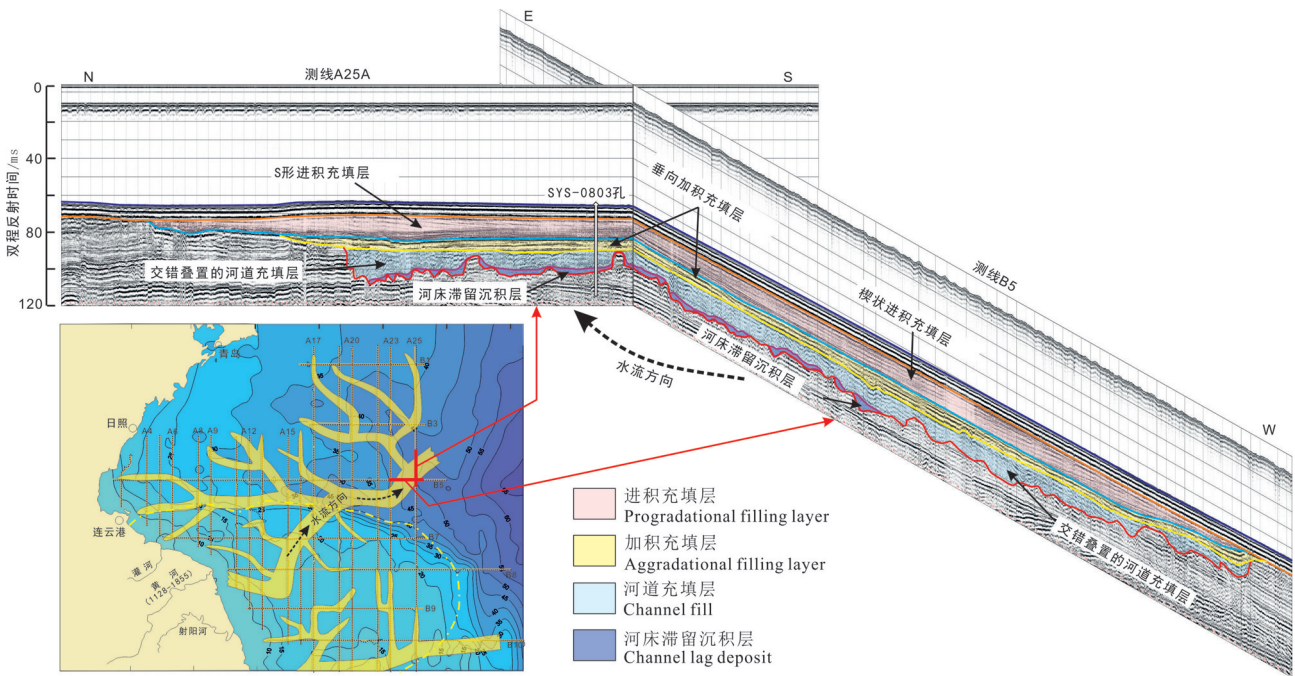 E
N
测线A25A
S
0
40
80
120
双程反射时间/ms
S形进积充填层
SYS-0803孔
垂向加积充填层
交错叠置的河道充填层
河床滞留沉积层
测线B5
楔状进积充填层
河床滞留沉积层
水流方向
W
交错叠置的河道充填层
青岛
日照
连云港
灌河
黄河
(1128-1855)
射阳河
A4
A6
A8
A9
A12
A15
A17
A20
A23
A25
B1
B3
B5
B7
B9
水流方向
进积充填层
Progradational filling layer
加积充填层
Aggradational filling layer
河道充填层
Channel fill
河床滞留沉积层
Channel lag deposit